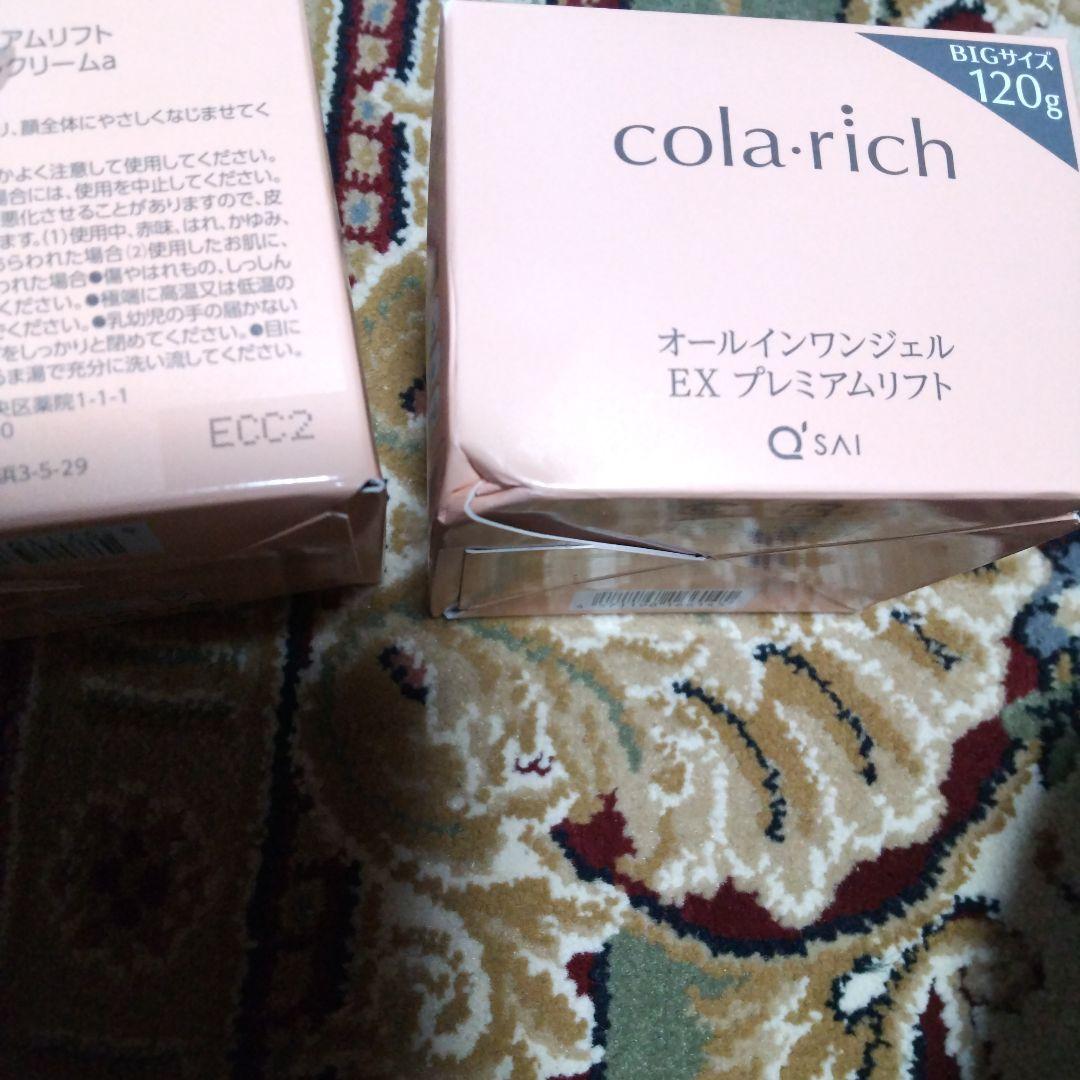 アムリフト
クリームa
、顔全体にやさしくなじませてく
かよく注意して使用してください。
場合には、使用を中止してください。
悪化させることがありますので、皮
ます。(1)使用中、赤味、はれ、かゆみ、
あらわれた場合(2)使用したお肌に、
われた場合●傷やはれもの、しっしん
ください。●極端に高温又は低温の
でください。●乳幼児の手の届かない
をしっかりと閉めてください。●目に
るま湯で充分に洗い流してください。
央区薬院1-1-1
0
浜3-5-29
ECC2
BIGサイズ
120g
cola·rich
オールインワンジェル
EX プレミアムリフト
Q'SAI